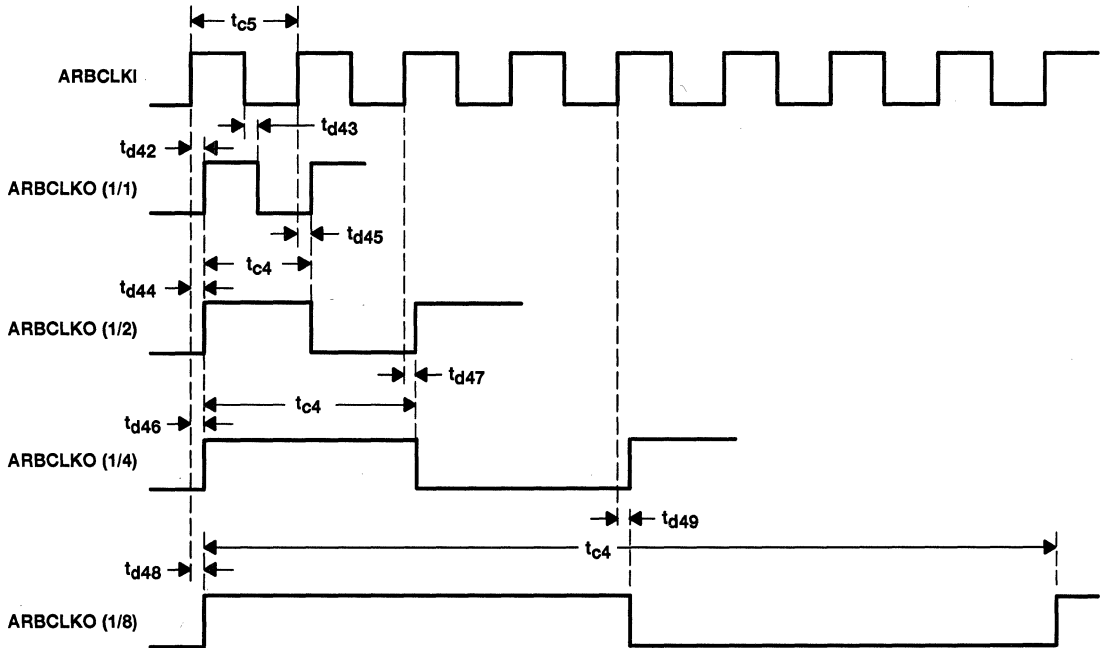 tc5
ARBCLKI
td43
td42
ARBCLKO (1/1)
td45
tc4
td44
ARBCLKO (1/2)
td47
tc4
td46
ARBCLKO (1/4)
td49
tc4
td48
ARBCLKO (1/8)